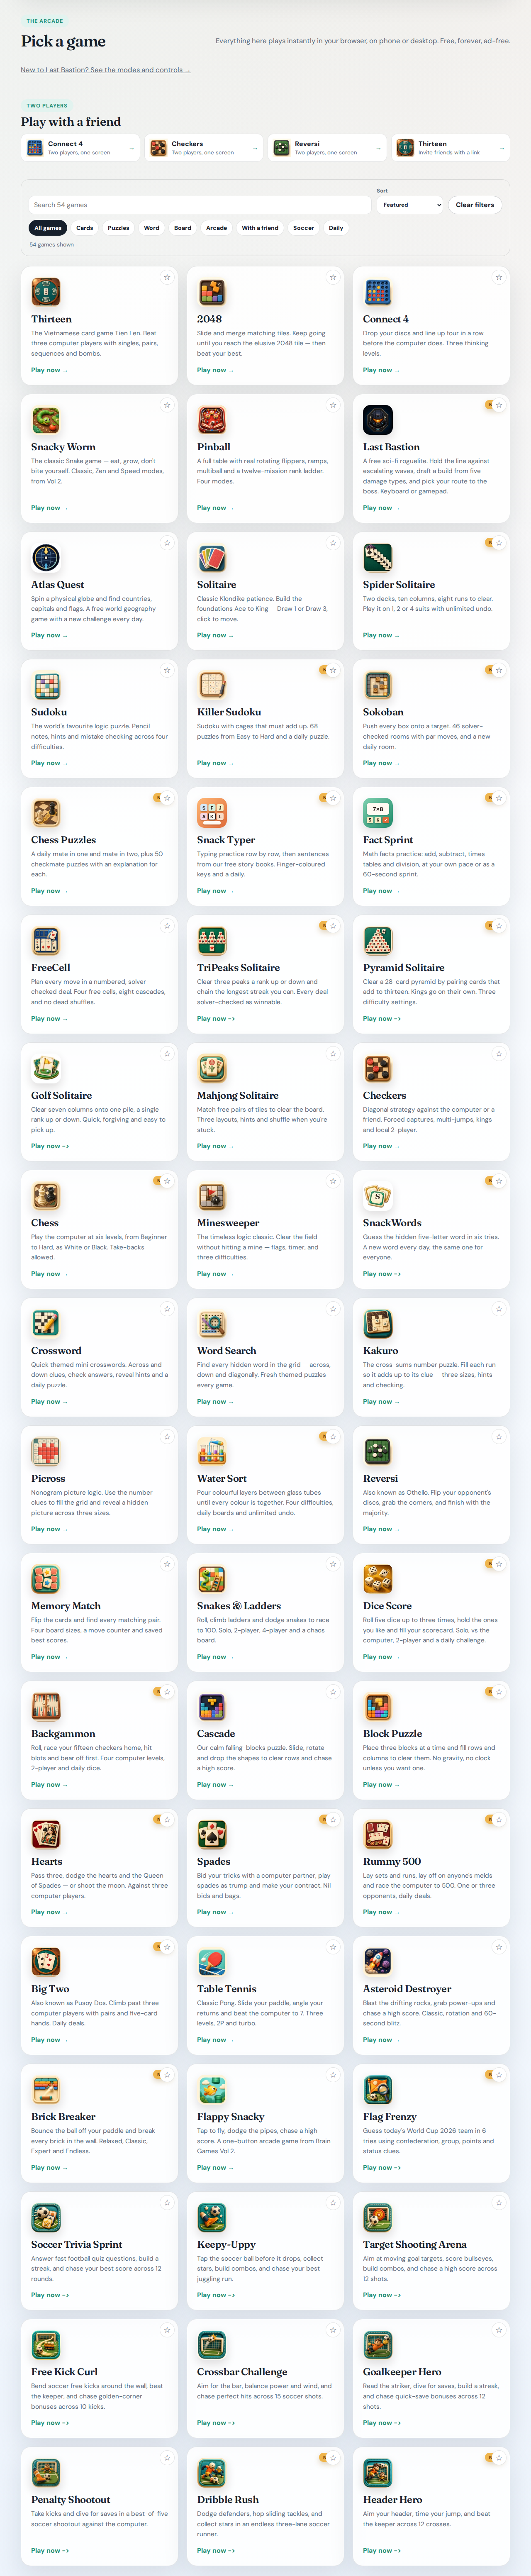 THE ARCADE
Pick a game
Everything here plays instantly in your browser, on phone or desktop. Free, forever, ad-free.
New to Last Bastion? See the modes and controls →
TWO PLAYERS
Play with a friend
Connect 4
Two players, one screen
→
Checkers
Two players, one screen
→
Reversi
Two players, one screen
→
Thirteen
Invite friends with a link
→
Sort
Search 54 games
Featured
Clear filters
All games
Cards
Puzzles
Word
Board
Arcade
With a friend
Soccer
Daily
54 games shown
Thirteen
The Vietnamese card game Tien Len. Beat
three computer players with singles, pairs,
sequences and bombs.
Play now →
2048
Slide and merge matching tiles. Keep going
until you reach the elusive 2048 tile — then
beat your best.
Play now →
Connect 4
Drop your discs and line up four in a row
before the computer does. Three thinking
levels.
Play now →
Snacky Worm
The classic Snake game — eat, grow, don't
bite yourself. Classic, Zen and Speed modes,
from Vol 2.
Play now →
Pinball
A full table with real rotating flippers, ramps,
multiball and a twelve-mission rank ladder.
Four modes.
Play now →
Last Bastion
A free sci-fi roguelite. Hold the line against
escalating waves, draft a build from five
damage types, and pick your route to the
boss. Keyboard or gamepad.
Play now →
Atlas Quest
Spin a physical globe and find countries,
capitals and flags. A free world geography
game with a new challenge every day.
Play now →
Solitaire
Classic Klondike patience. Build the
foundations Ace to King — Draw 1 or Draw 3,
click to move.
Play now →
Spider Solitaire
Two decks, ten columns, eight runs to clear.
Play it on 1, 2 or 4 suits with unlimited undo.
Play now →
Sudoku
The world's favourite logic puzzle. Pencil
notes, hints and mistake checking across four
difficulties.
Play now →
Killer Sudoku
Sudoku with cages that must add up. 68
puzzles from Easy to Hard and a daily puzzle.
Play now →
Sokoban
Push every box onto a target. 46 solver-
checked rooms with par moves, and a new
daily room.
Play now →
Chess Puzzles
A daily mate in one and mate in two, plus 50
checkmate puzzles with an explanation for
each.
Play now →
Snack Typer
Typing practice row by row, then sentences
from our free story books. Finger-coloured
keys and a daily.
Play now →
7×8
Fact Sprint
Math facts practice: add, subtract, times
tables and division, at your own pace or as a
60-second sprint.
Play now →
FreeCell
Plan every move in a numbered, solver-
checked deal. Four free cells, eight cascades,
and no dead shuffles.
Play now →
TriPeaks Solitaire
Clear three peaks a rank up or down and
chain the longest streak you can. Every deal
solver-checked as winnable.
Play now ->
Pyramid Solitaire
Clear a 28-card pyramid by pairing cards that
add to thirteen. Kings go on their own. Three
difficulty settings.
Play now ->
Golf Solitaire
Clear seven columns onto one pile, a single
rank up or down. Quick, forgiving and easy to
pick up.
Play now ->
Mahjong Solitaire
Match free pairs of tiles to clear the board.
Three layouts, hints and shuffle when you're
stuck.
Play now →
Checkers
Diagonal strategy against the computer or a
friend. Forced captures, multi-jumps, kings
and local 2-player.
Play now →
Chess
Play the computer at six levels, from Beginner
to Hard, as White or Black. Take-backs
allowed.
Play now →
Minesweeper
The timeless logic classic. Clear the field
without hitting a mine — flags, timer, and
three difficulties.
Play now →
SnackWords
Guess the hidden five-letter word in six tries.
A new word every day, the same one for
everyone.
Play now ->
Crossword
Quick themed mini crosswords. Across and
down clues, check answers, reveal hints and a
daily puzzle.
Play now →
Word Search
Find every hidden word in the grid — across,
down and diagonally. Fresh themed puzzles
every game.
Play now →
Kakuro
The cross-sums number puzzle. Fill each run
so it adds up to its clue — three sizes, hints
and checking.
Play now →
Picross
Nonogram picture logic. Use the number
clues to fill the grid and reveal a hidden
picture across three sizes.
Play now →
Water Sort
Pour colourful layers between glass tubes
until every colour is together. Four difficulties,
daily boards and unlimited undo.
Play now →
Reversi
Also known as Othello. Flip your opponent's
discs, grab the corners, and finish with the
majority.
Play now →
Memory Match
Flip the cards and find every matching pair.
Four board sizes, a move counter and saved
best scores.
Play now →
Snakes & Ladders
Roll, climb ladders and dodge snakes to race
to 100. Solo, 2-player, 4-player and a chaos
board.
Play now →
Dice Score
Roll five dice up to three times, hold the ones
you like and fill your scorecard. Solo, vs the
computer, 2-player and a daily challenge.
Play now →
Backgammon
Roll, race your fifteen checkers home, hit
blots and bear off first. Four computer levels,
2-player and daily dice.
Play now →
Cascade
Our calm falling-blocks puzzle. Slide, rotate
and drop the shapes to clear rows and chase
a high score.
Play now →
Block Puzzle
Place three blocks at a time and fill rows and
columns to clear them. No gravity, no clock
unless you want one.
Play now →
Hearts
Pass three, dodge the hearts and the Queen
of Spades — or shoot the moon. Against three
computer players.
Play now →
Spades
Bid your tricks with a computer partner, play
spades as trump and make your contract. Nil
bids and bags.
Play now →
Rummy 500
Lay sets and runs, lay off on anyone's melds
and race the computer to 500. One or three
opponents, daily deals.
Play now →
Big Two
Also known as Pusoy Dos. Climb past three
computer players with pairs and five-card
hands. Daily deals.
Play now →
Table Tennis
Classic Pong. Slide your paddle, angle your
returns and beat the computer to 7. Three
levels, 2P and turbo.
Play now →
Asteroid Destroyer
Blast the drifting rocks, grab power-ups and
chase a high score. Classic, rotation and 60-
second blitz.
Play now →
Brick Breaker
Bounce the ball off your paddle and break
every brick in the wall. Relaxed, Classic,
Expert and Endless.
Play now →
Flappy Snacky
Tap to fly, dodge the pipes, chase a high
score. A one-button arcade game from Brain
Games Vol 2.
Play now →
Flag Frenzy
Guess today's World Cup 2026 team in 6
tries using confederation, group, points and
status clues.
Play now ->
Soccer Trivia Sprint
Answer fast football quiz questions, build a
streak, and chase your best score across 12
rounds.
Play now ->
Keepy-Uppy
Tap the soccer ball before it drops, collect
stars, build combos, and chase your best
juggling run.
Play now ->
Target Shooting Arena
Aim at moving goal targets, score bullseyes,
build combos, and chase a high score across
12 shots.
Play now ->
Free Kick Curl
Bend soccer free kicks around the wall, beat
the keeper, and chase golden-corner
bonuses across 10 kicks.
Play now ->
Crossbar Challenge
Aim for the bar, balance power and wind, and
chase perfect hits across 15 soccer shots.
Play now ->
Goalkeeper Hero
Read the striker, dive for saves, build a streak,
and chase quick-save bonuses across 12
shots.
Play now ->
Penalty Shootout
Take kicks and dive for saves in a best-of-five
soccer shootout against the computer.
Play now ->
Dribble Rush
Dodge defenders, hop sliding tackles, and
collect stars in an endless three-lane soccer
runner.
Play now ->
Header Hero
Aim your header, time your jump, and beat
the keeper across 12 crosses.
Play now ->